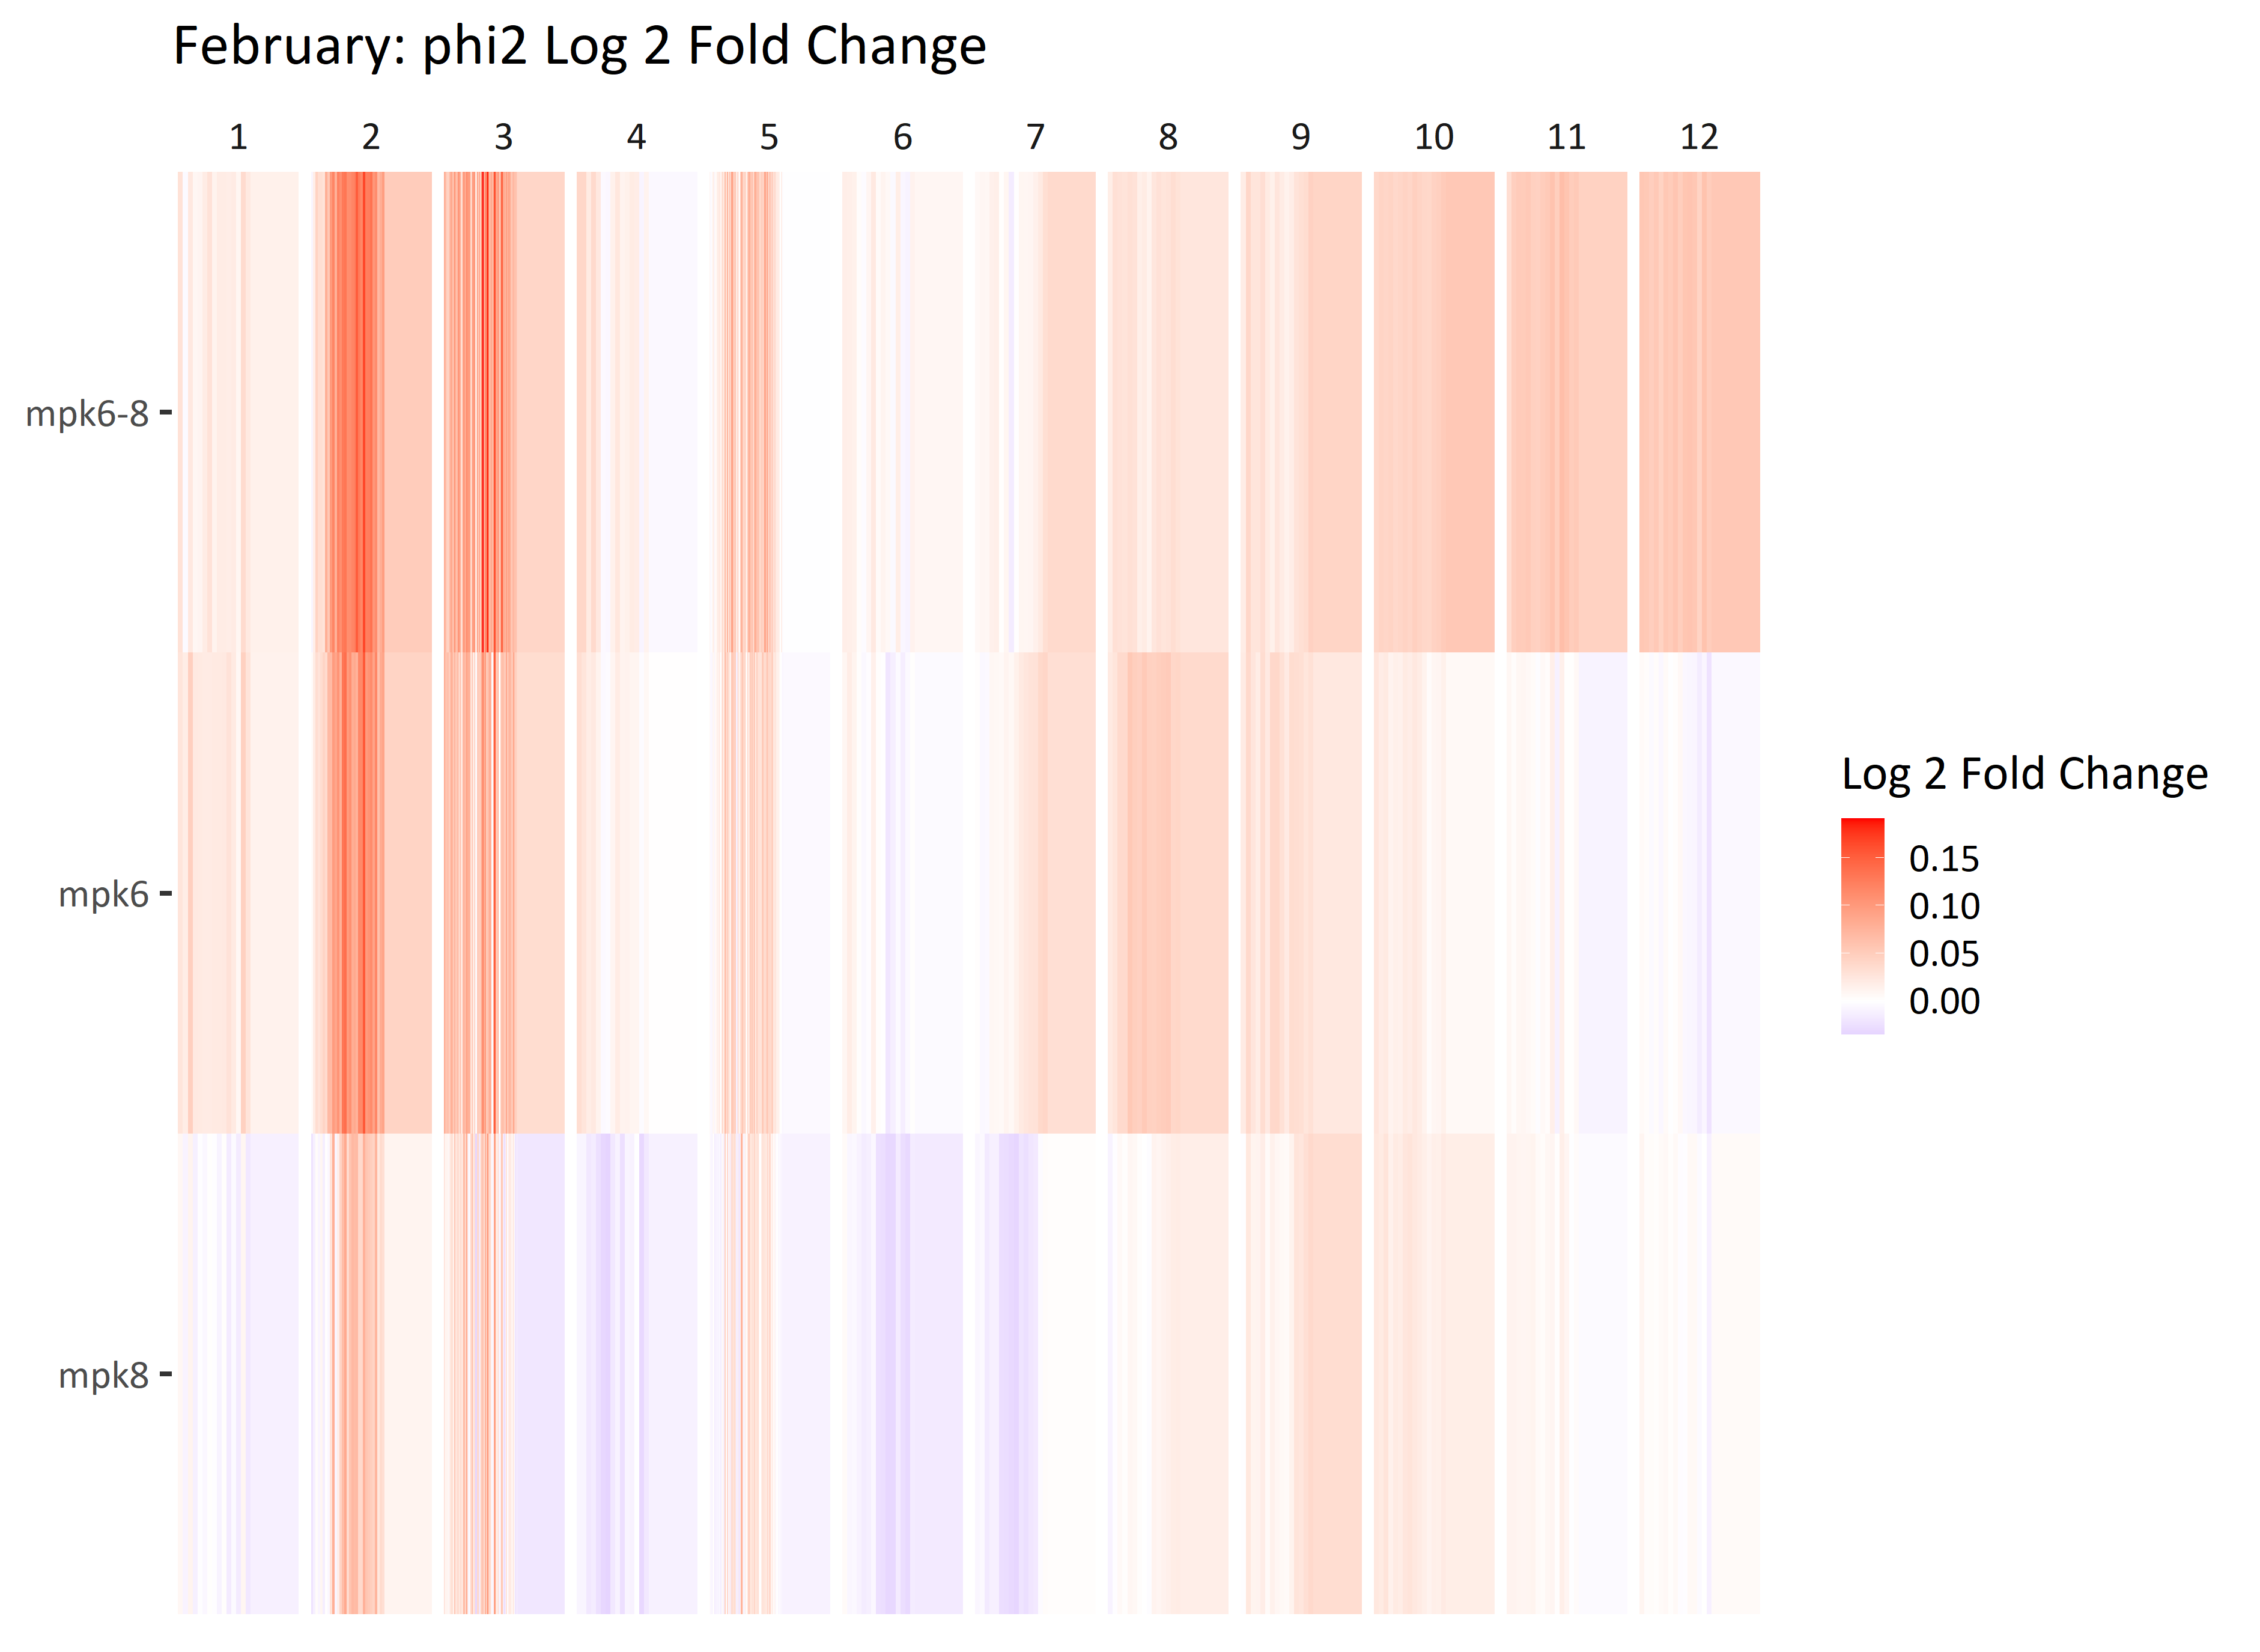 February: phi2 Log 2 Fold Change
1 2 3 4 5 6 7 8 9 10 11 12
mpk6-8
mpk6
mpk8
Log 2 Fold Change
0.15
0.10
0.05
0.00